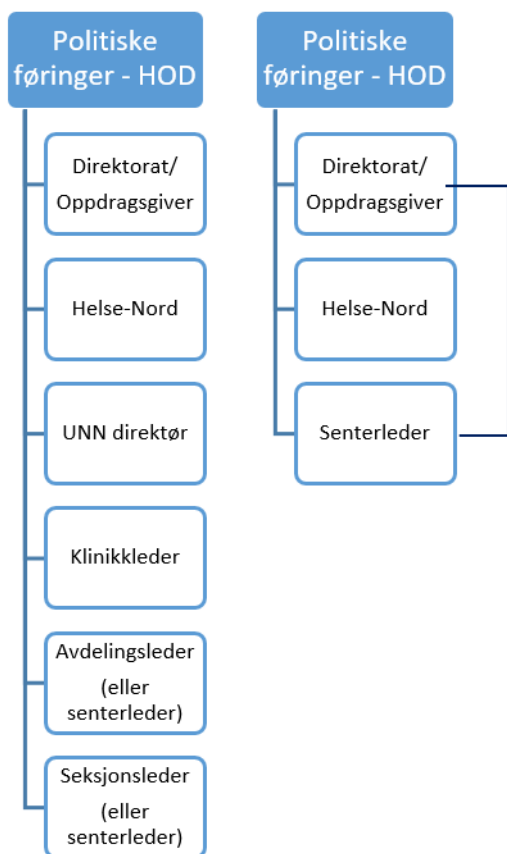 Politiske
føringer - HOD
Direktorat/
Oppdragsgiver
Helse-Nord
UNN direktør
Klinikkleder
Avdelingsleder
(eller
senterleder)
Seksjonsleder
(eller
senterleder)
Politiske
føringer - HOD
Direktorat/
Oppdragsgiver
Helse-Nord
Senterleder